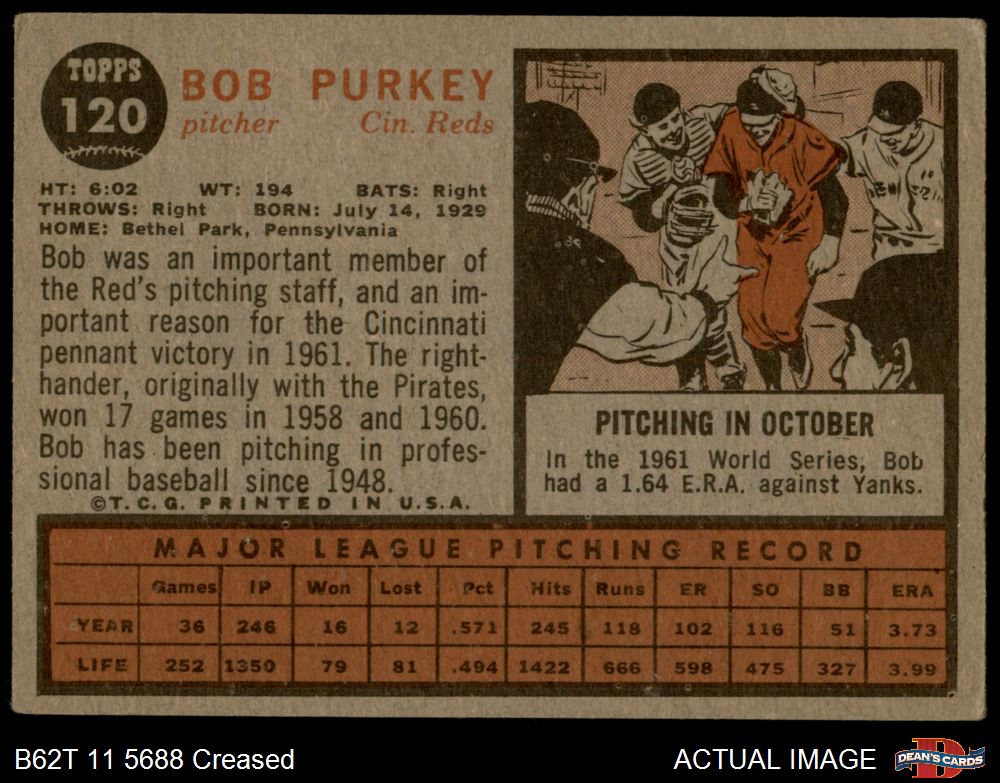 TOPPS
120
BOB PURKEY
pitcher Cin. Reds
HT: 6:02 WT: 194 BATS: Right
THROWS: Right BORN: July 14, 1929
HOME: Bethel Park, Pennsylvania
Bob was an important member of
the Red's pitching staff, and an im-
portant reason for the Cincinnati
pennant victory in 1961. The right-
hander, originally with the Pirates,
won 17 games in 1958 and 1960.
Bob has been pitching in profes-
sional baseball since 1948.
©T.C.G. PRINTED IN U.S.A.
PITCHING IN OCTOBER
In the 1961 World Series, Bob
had a 1.64 E.R.A. against Yanks.
MAJOR LEAGUE PITCHING RECORD
Games IP Won Lost Pct Hits Runs ER SO BB ERA
YEAR 36 246 16 12 .571 245 118 102 116 51 3.73
LIFE 252 1350 79 81 .494 1422 666 598 475 327 3.99
B62T 11 5688 Creased
ACTUAL IMAGE
D
DEAN'S CARDS